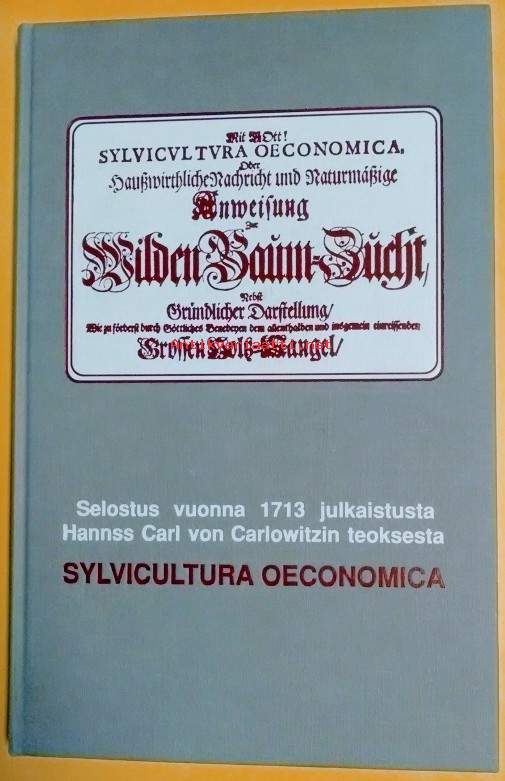 Mit GOtt!
SYLVICVLTVRA OECONOMICA,
Oder
Haußwirthliche Nachricht und Naturmäßige
Anweisung
Zur
Wilden Baum-Zucht,
Nebst
Gründlicher Darstellung/
Wie zu förderst durch Göttliches Benedeyen dem allenthalben und insgemein einreissenden
Grossen Holtz-Mangel/
Selostus vuonna 1713 julkaistusta
Hannss Carl von Carlowitzin teoksesta
SYLVICULTURA OECONOMICA